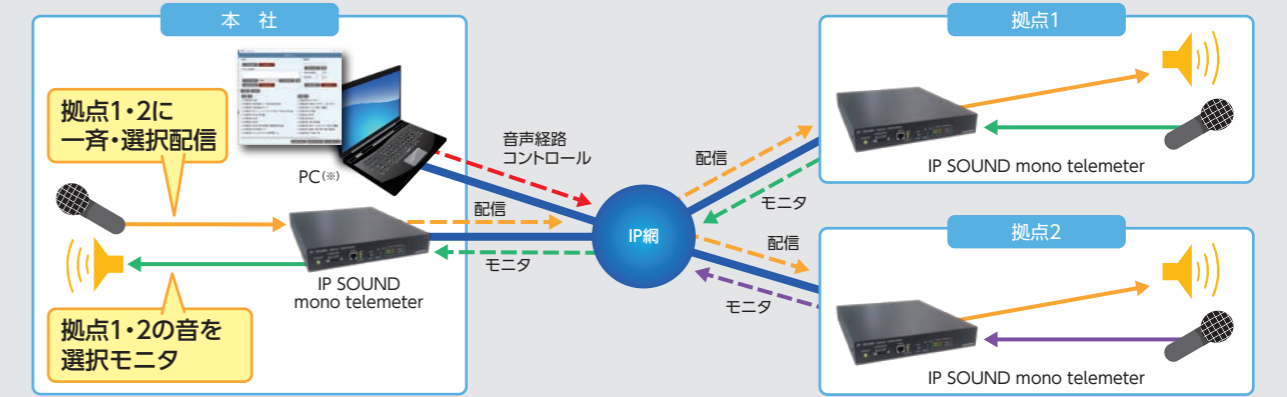 本 社
拠点1・2に
一斉・選択配信
PC(※)
音声経路
コントロール
配信
モニタ
IP SOUND
mono telemeter
拠点1・2の音を
選択モニタ
IP網
配信
モニタ
配信
モニタ
拠点1
IP SOUND mono telemeter
拠点2
IP SOUND mono telemeter